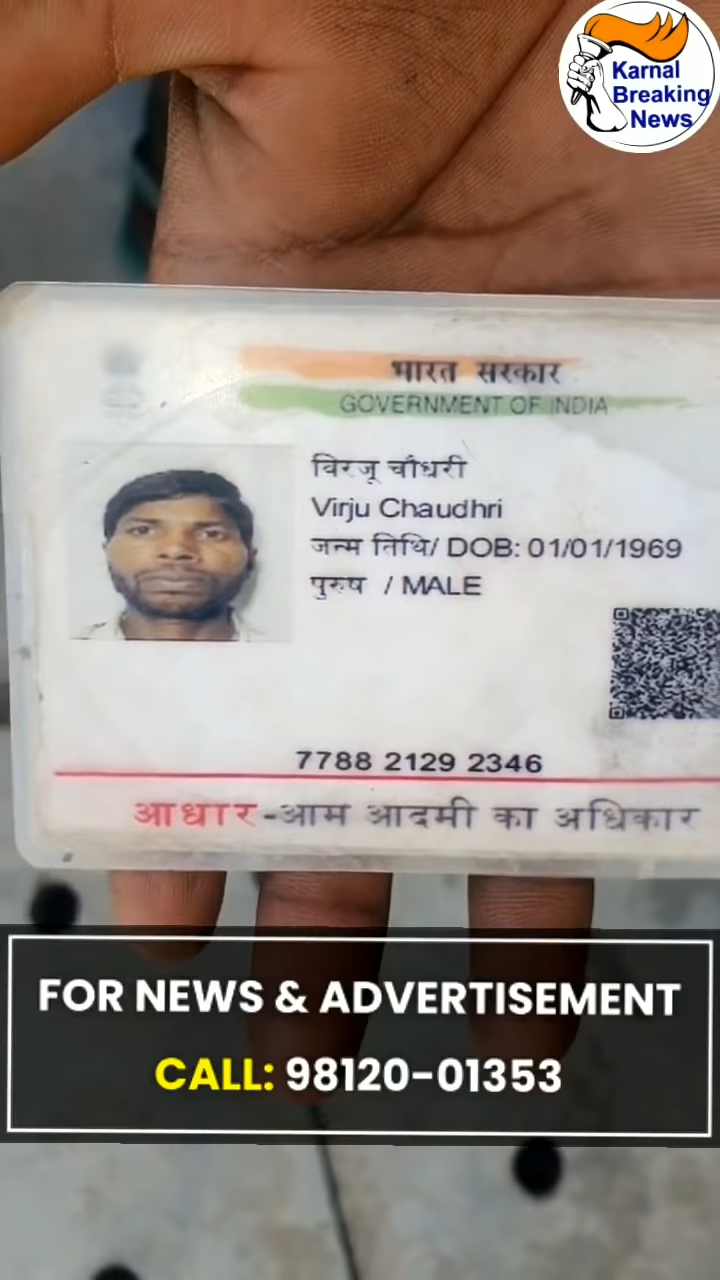 Karnal
Breaking
News
भारत सरकार
GOVERNMENT OF INDIA
विरजू चौधरी
Virju Chaudhri
जन्म तिथि/ DOB: 01/01/1969
पुरुष / MALE
7788 2129 2346
आधार-आम आदमी का अधिकार
FOR NEWS & ADVERTISEMENT
CALL: 98120-01353